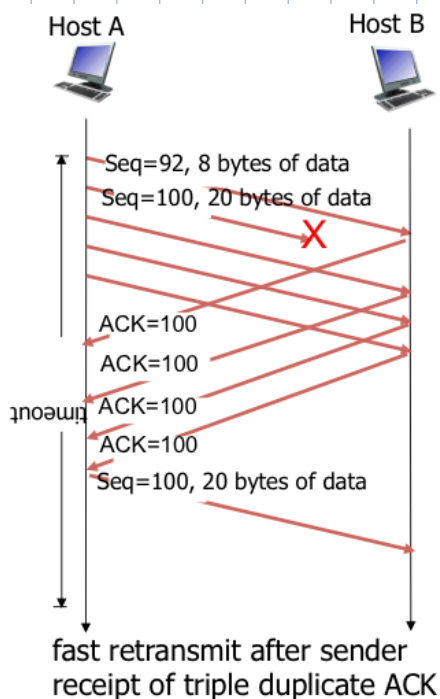 Host A
Host B
Seq=92, 8 bytes of data
Seq=100, 20 bytes of data
X
ACK=100
ACK=100
timeout
ACK=100
ACK=100
Seq=100, 20 bytes of data
fast retransmit after sender
receipt of triple duplicate ACK